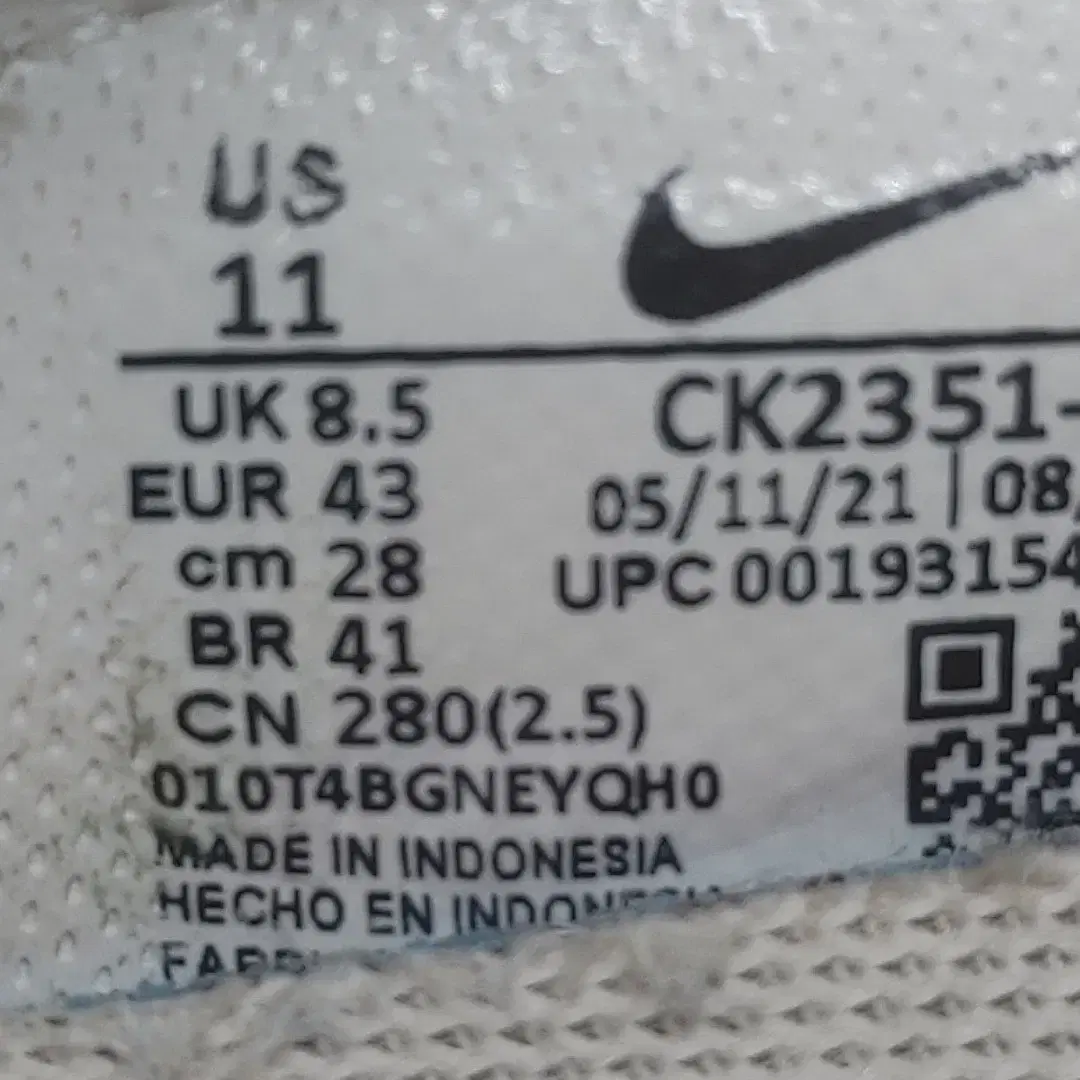 US
11
UK 8.5
EUR 43
cm 28
BR 41
CN 280(2.5)
CK2351-
05/11/21 | 08
UPC 00193154
010T4BGNEYQH0
MADE IN INDONESIA
HECHO EN